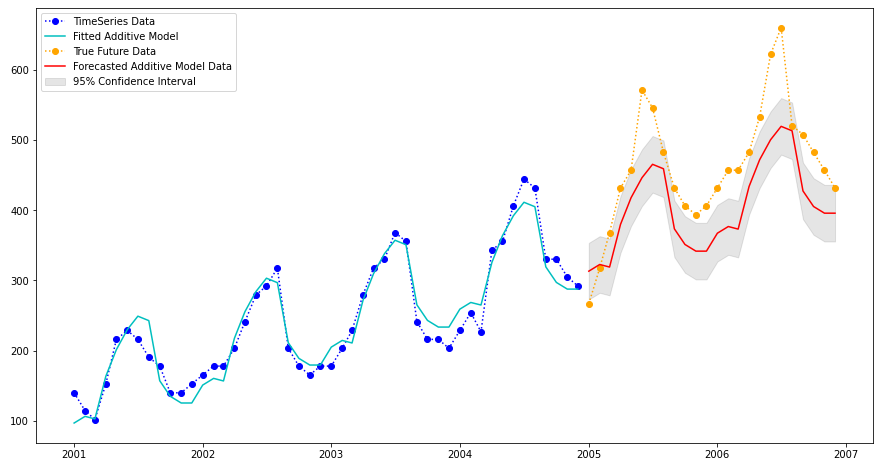 TimeSeries Data
Fitted Additive Model
True Future Data
Forecasted Additive Model Data
95% Confidence Interval
600
500
400
300
200
100
2001 2002 2003 2004 2005 2006 2007